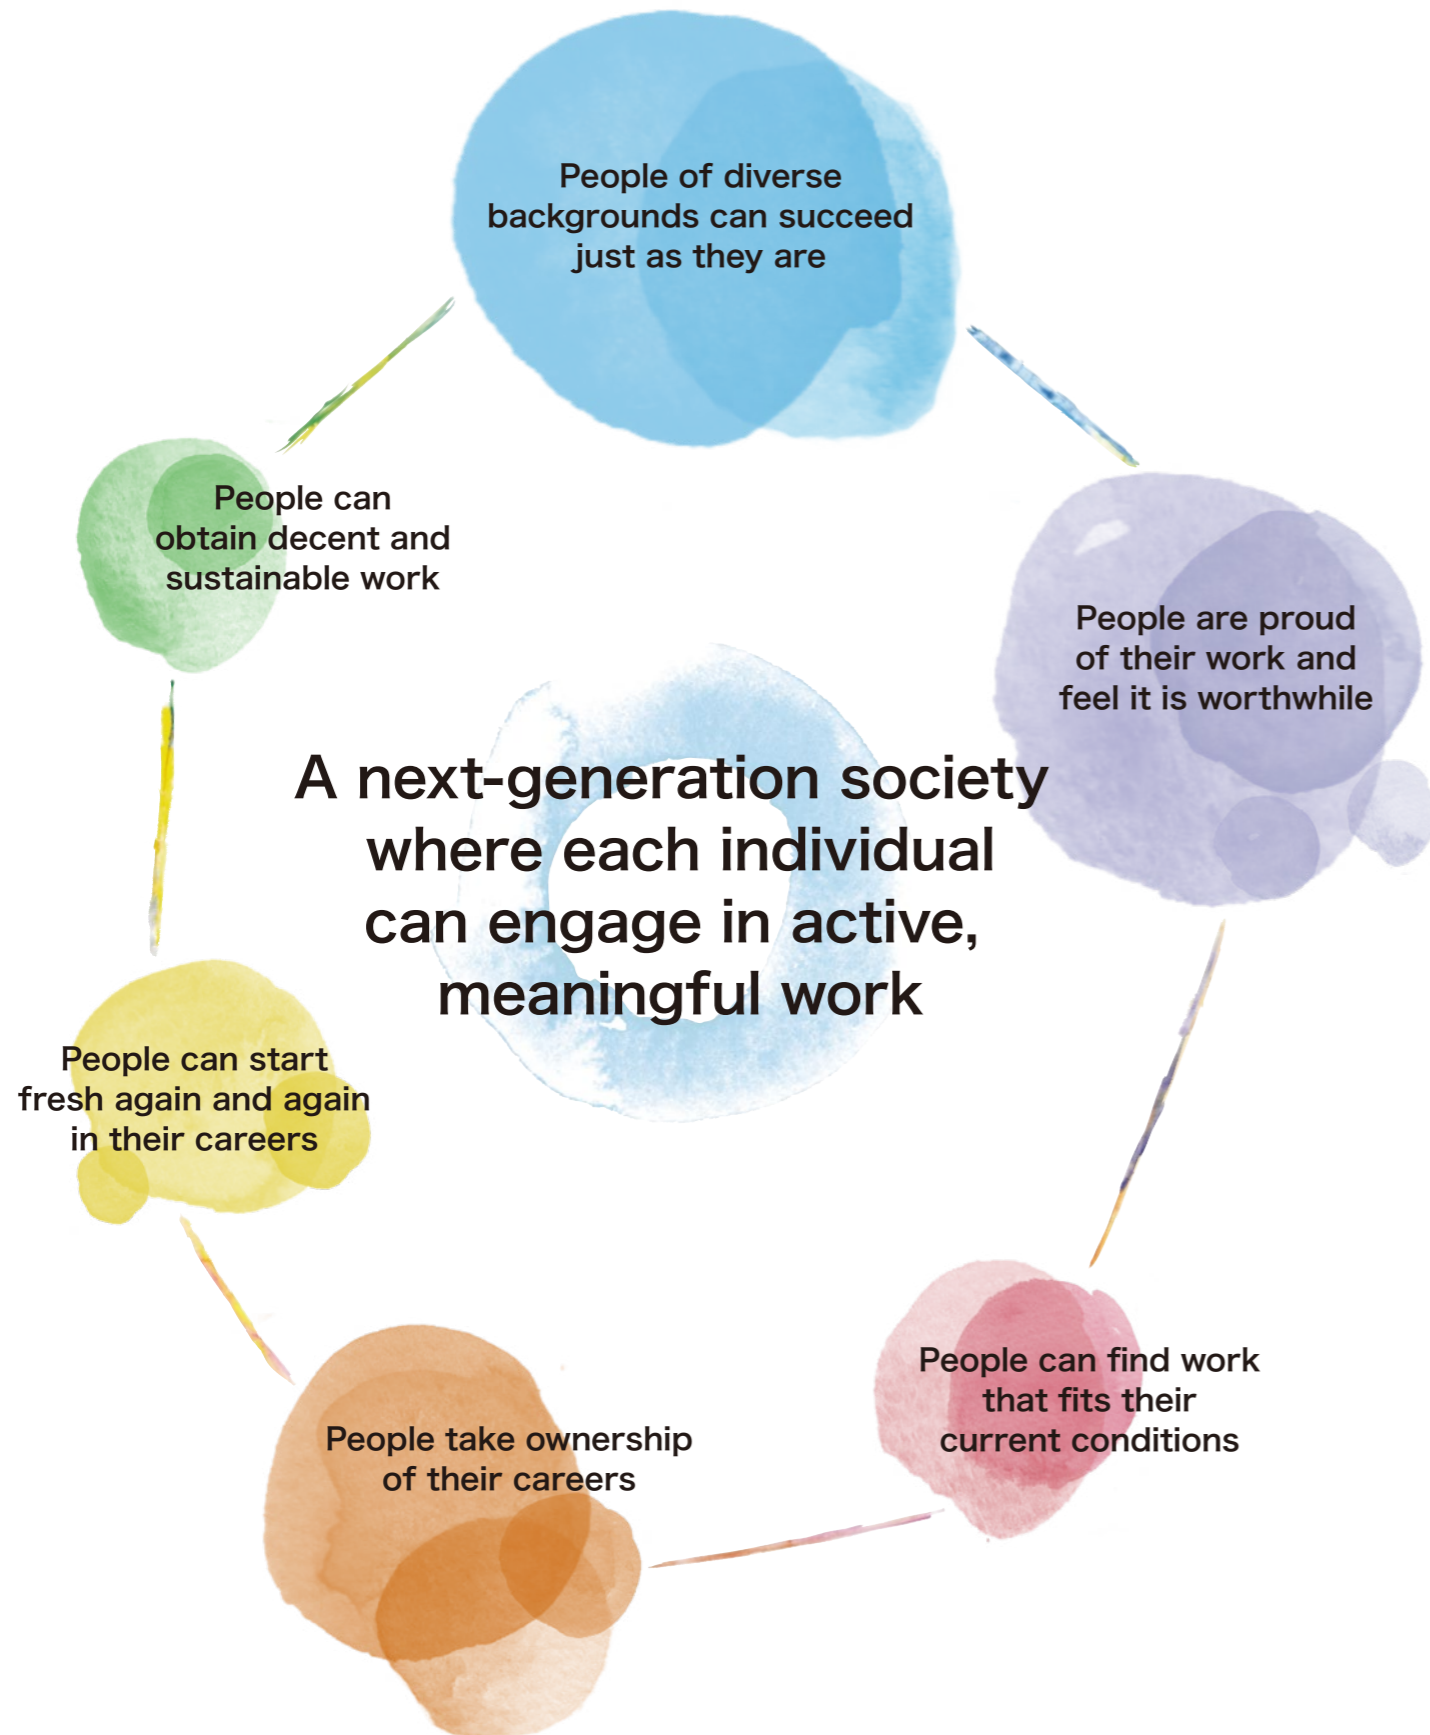 People of diverse
backgrounds can succeed
just as they are
People can
obtain decent and
sustainable work
People are proud
of their work and
feel it is worthwhile
A next-generation society
where each individual
can engage in active,
meaningful work
People can start
fresh again and again
in their careers
People can find work
that fits their
current conditions
People take ownership
of their careers